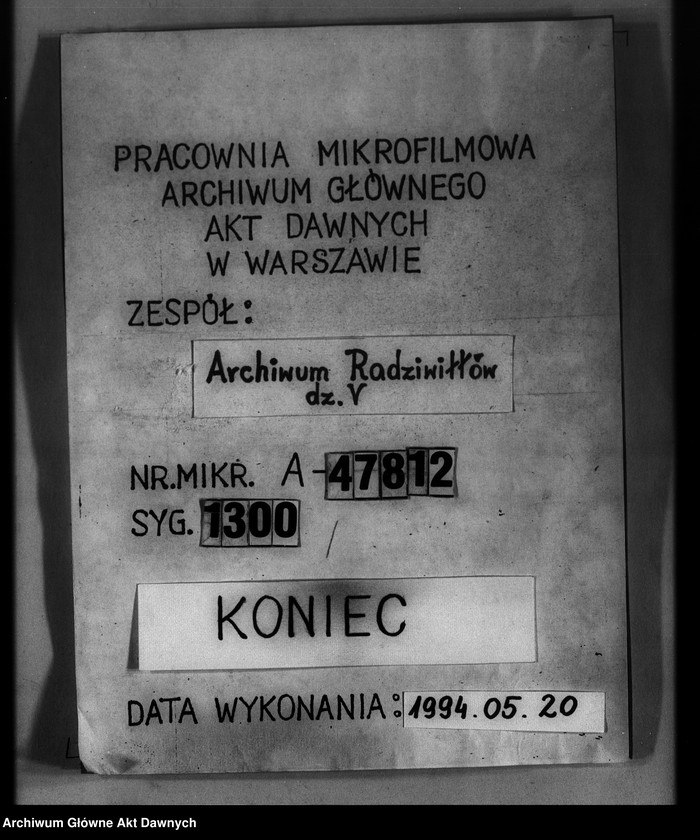 PRACOWNIA MIKROFILMOWA
ARCHIWUM GŁÓWNEGO
AKT DAWNYCH
W WARSZAWIE
ZESPÓŁ:
Archiwum Radziwiłłów
dz. V
NR.MIKR. A-47812
SYG. 1300
KONIEC
DATA WYKONANIA: 1994.05.20
Archiwum Główne Akt Dawnych